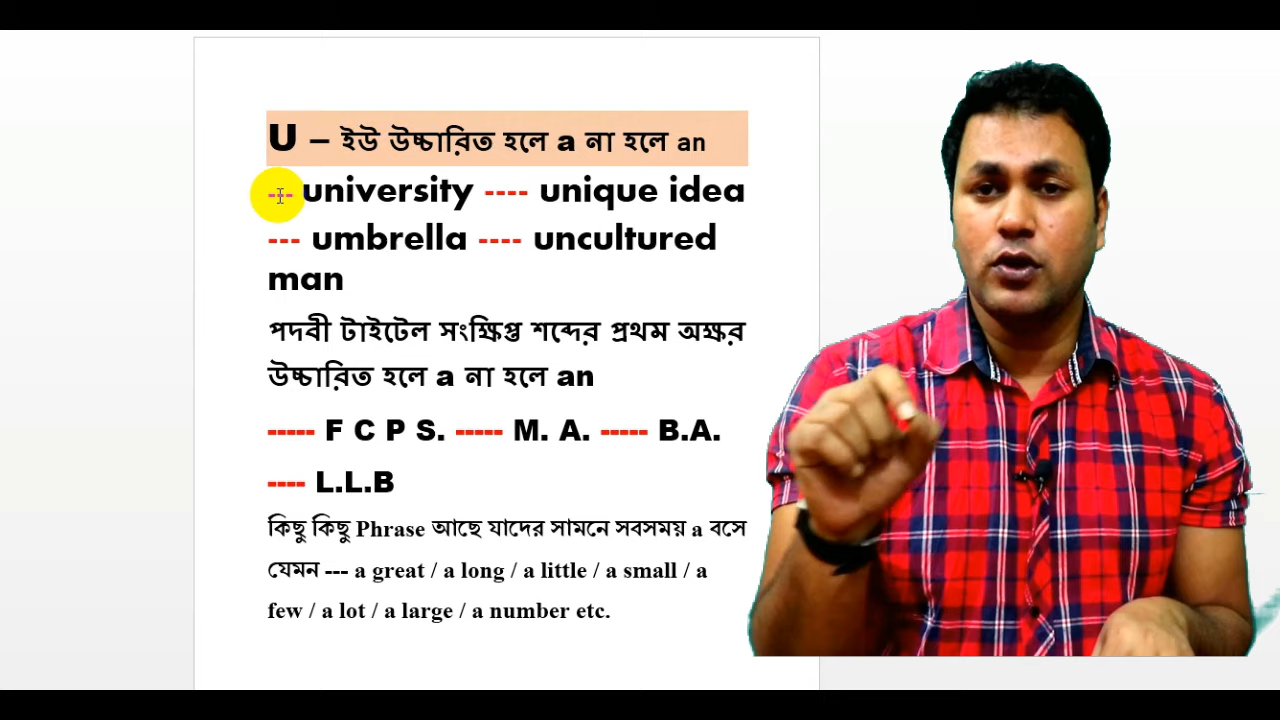 U – ইউ উচ্চারিত হলে a না হলে an
--- university ---- unique idea
--- umbrella ---- uncultured
man
পদবী টাইটেল সংক্ষিপ্ত শব্দের প্রথম অক্ষর
উচ্চারিত হলে a না হলে an
----- F C P S. ----- M. A. ----- B.A.
---- L.L.B
কিছু কিছু Phrase আছে যাদের সামনে সবসময় a বসে
যেমন --- a great / a long / a little / a small / a
few / a lot / a large / a number etc.